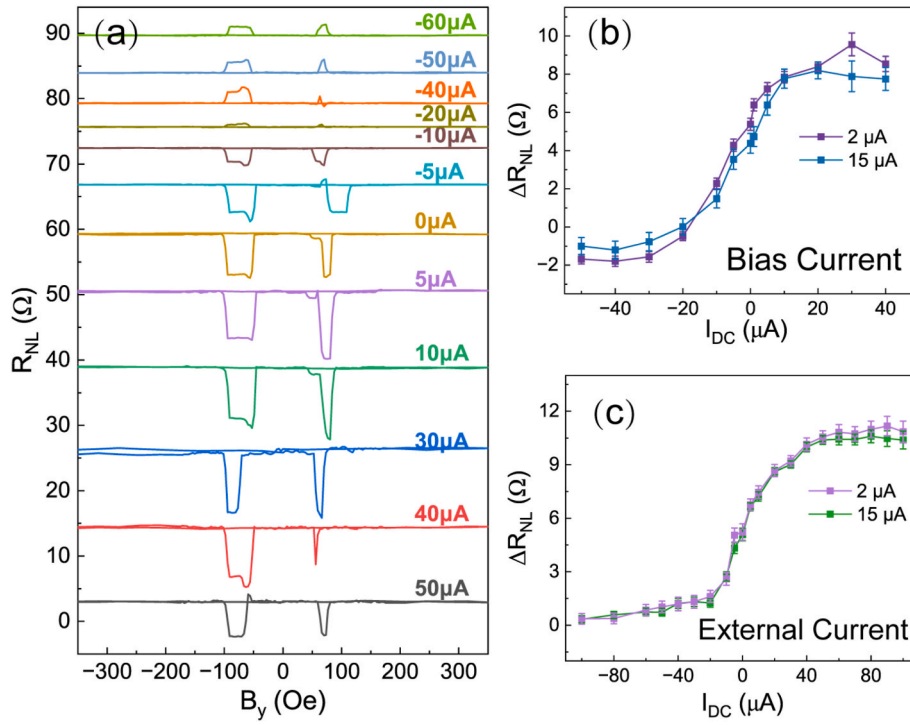 (a)
90
80
70
60
50
40
30
20
10
0
R_NL (Ω)
-60μA
-50μA
-40μA
-20μA
-10μA
-5μA
0μA
5μA
10μA
30μA
40μA
50μA
−300 −200 −100 0 100 200 300
B_y (Oe)
(b)
10
8
6
4
2
0
−2
ΔR_NL (Ω)
2 μA
15 μA
Bias Current
−40 −20 0 20 40
I_DC (μA)
(c)
12
9
6
3
0
ΔR_NL (Ω)
2 μA
15 μA
External Current
−80 −40 0 40 80
I_DC (μA)